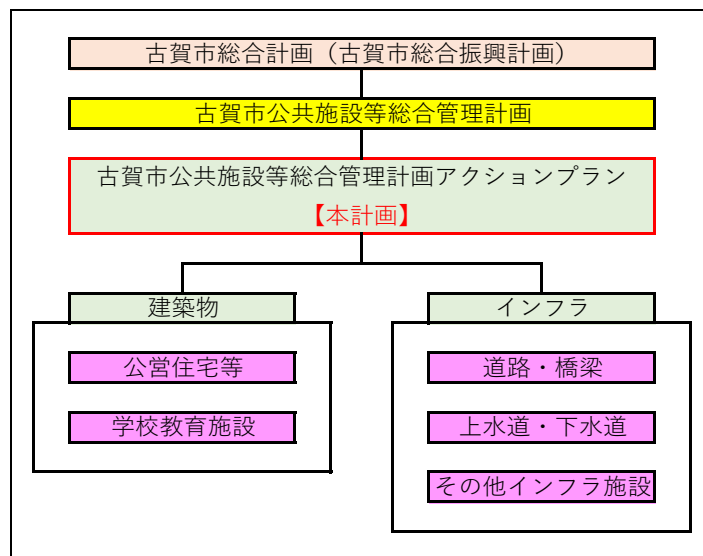 古賀市総合計画（古賀市総合振興計画）
古賀市公共施設等総合管理計画
古賀市公共施設等総合管理計画アクションプラン
【本計画】
建築物
公営住宅等
学校教育施設
インフラ
道路・橋梁
上水道・下水道
その他インフラ施設